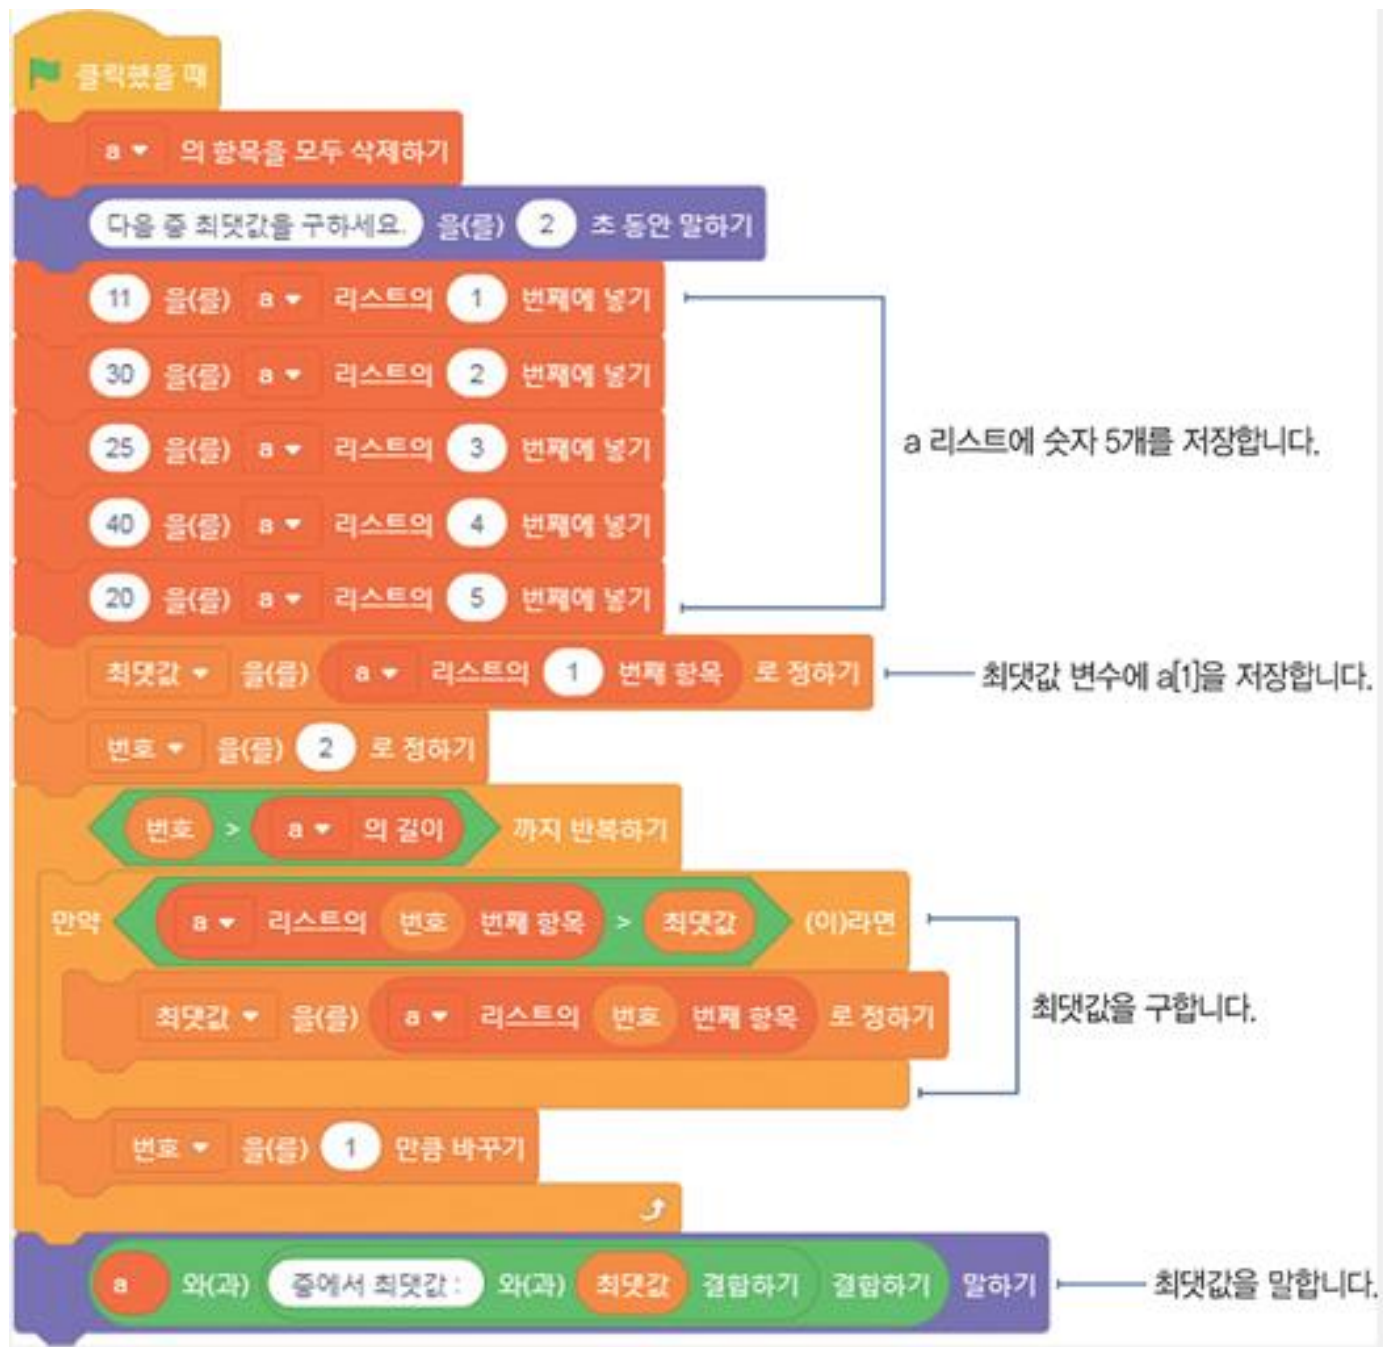 클릭했을 때
a 의 항목을 모두 삭제하기
다음 중 최댓값을 구하세요. 을(를) 2 초 동안 말하기
11 을(를) a 리스트의 1 번째에 넣기
30 을(를) a 리스트의 2 번째에 넣기
25 을(를) a 리스트의 3 번째에 넣기
a 리스트에 숫자 5개를 저장합니다.
40 을(를) a 리스트의 4 번째에 넣기
20 을(를) a 리스트의 5 번째에 넣기
최댓값 을(를) a 리스트의 1 번째 항목 로 정하기 최댓값 변수에 a[1]을 저장합니다.
번호 을(를) 2 로 정하기
번호 > a 의 길이 까지 반복하기
만약 a 리스트의 번호 번째 항목 > 최댓값 (이)라면
최댓값 을(를) a 리스트의 번호 번째 항목 로 정하기 최댓값을 구합니다.
번호 을(를) 1 만큼 바꾸기
a 와(과) 중에서 최댓값 : 와(과) 최댓값 결합하기 결합하기 말하기 최댓값을 말합니다.